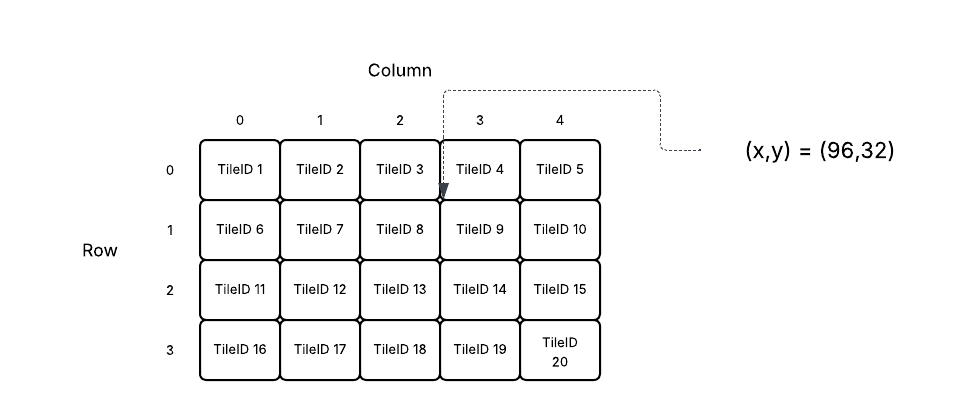 Column
0 1 2 3 4
(x,y) = (96,32)
0 TileID 1 TileID 2 TileID 3 TileID 4 TileID 5
1 TileID 6 TileID 7 TileID 8 TileID 9 TileID 10
Row
2 TileID 11 TileID 12 TileID 13 TileID 14 TileID 15
3 TileID 16 TileID 17 TileID 18 TileID 19 TileID
20